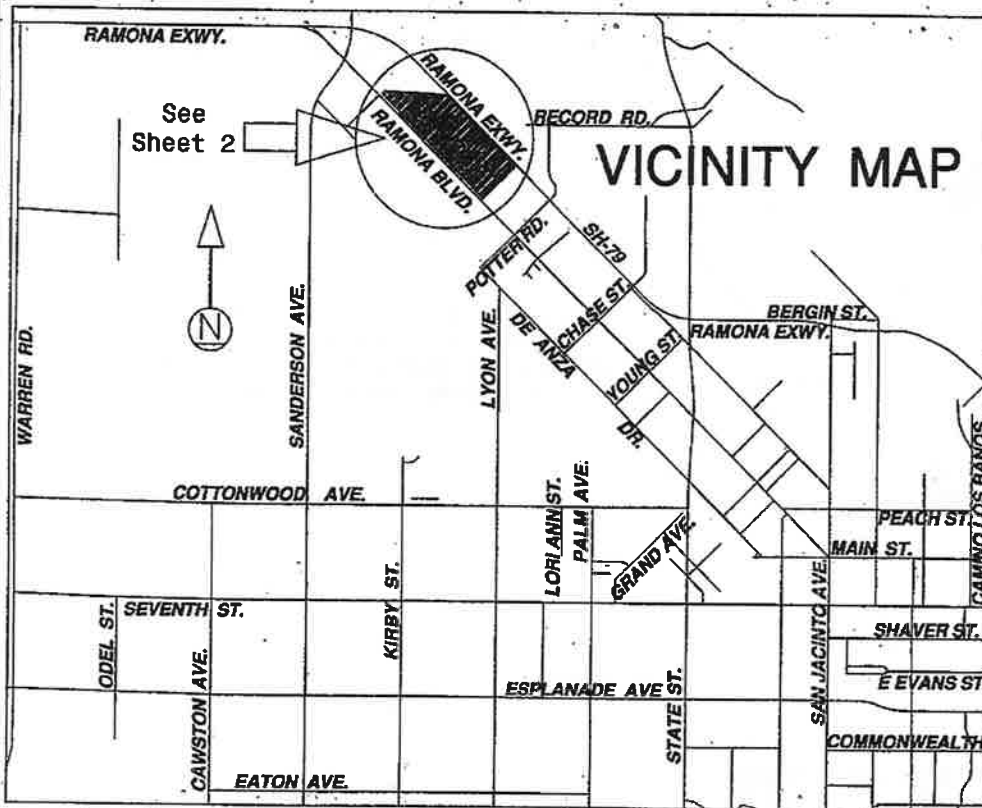 RAMONA EXWY.
See
Sheet 2
RAMONA EXWY.
RAMONA BLVD.
RECORD RD.
VICINITY MAP
N
POTTER RD.
SH-79
CHASE ST.
BERGIN ST.
RAMONA EXWY.
WARREN RD.
SANDERSON AVE.
LYON AVE.
DE ANZA
DR.
YOUNG ST.
COTTONWOOD AVE.
LORI ANN ST.
PALM AVE.
GRAND AVE.
PEACH ST.
MAIN ST.
CAMINO LOS BANOS
ODEL ST.
SEVENTH ST.
KIRBY ST.
SAN JACINTO AVE.
SHAVER ST.
E EVANS ST
CAWSTON AVE.
ESPLANADE AVE
STATE ST.
COMMONWEALTH
EATON AVE.